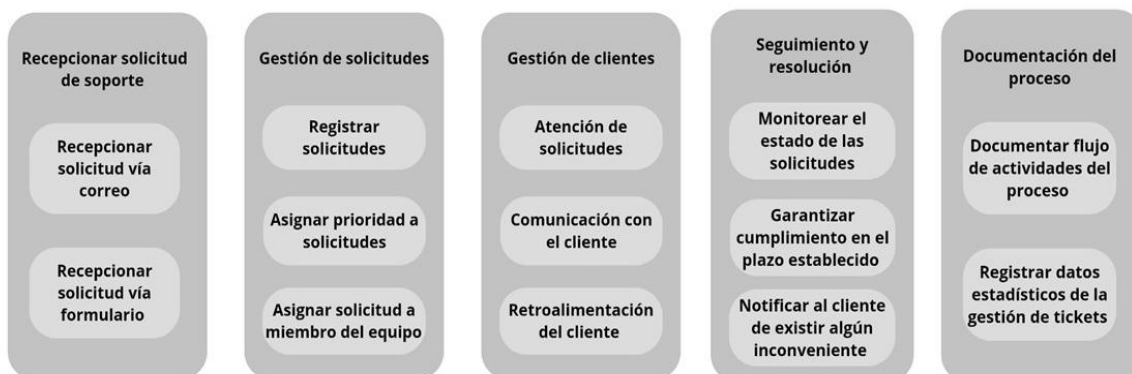 Recepcionar solicitud
de soporte
Recepcionar
solicitud vía
correo
Recepcionar
solicitud vía
formulario
Gestión de solicitudes
Registrar
solicitudes
Asignar prioridad a
solicitudes
Asignar solicitud a
miembro del equipo
Gestión de clientes
Atención de
solicitudes
Comunicación con
el cliente
Retroalimentación
del cliente
Seguimiento y
resolución
Monitorear el
estado de las
solicitudes
Garantizar
cumplimiento en el
plazo establecido
Notificar al cliente
de existir algún
inconveniente
Documentación del
proceso
Documentar flujo
de actividades del
proceso
Registrar datos
estadísticos de la
gestión de tickets